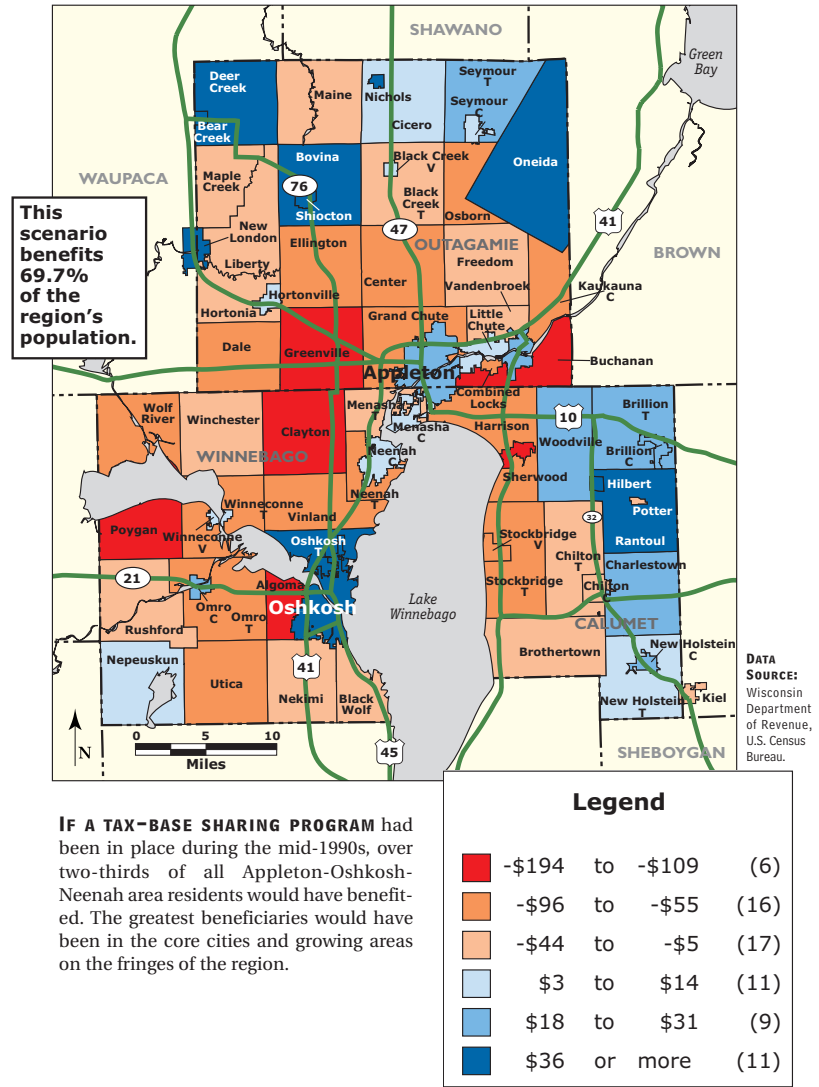 SHAWANO
Green
Bay
Deer
Creek
Maine
Nichols
Cicero
Seymour
T
Seymour
C
Bear
Creek
Bovina
Black Creek
V
Oneida
WAUPACA
Maple
Creek
76
Shiocton
Black
Creek
T
Osborn
41
This
scenario
benefits
69.7%
of the
region's
population.
New
London
Ellington
47
OUTAGAMIE
BROWN
Liberty
Center
Freedom
Vandenbroek
Kaukauna
C
Hortonville
Hortonia
Grand Chute
Little
Chute
Dale
Greenville
Appleton
Buchanan
Combined
Locks
Wolf
River
Winchester
Clayton
Menasha
T
Menasha
C
Harrison
10
Brillion
T
WINNEBAGO
Neenah
C
Woodville
Brillion
C
Neenah
T
Sherwood
Hilbert
Potter
Winneconne
T
Vinland
Poygan
Winneconne
V
Oshkosh
T
Stockbridge
V
32
Rantoul
Chilton
T
Charlestown
21
Algoma
Stockbridge
T
Chilton
C
Omro
C
Omro
T
Oshkosh
Lake
Winnebago
CALUMET
Rushford
Nepeuskun
Utica
41
Nekimi
Black
Wolf
Brothertown
New Holstein
C
New Holstein
T
Kiel
DATA
SOURCE:
Wisconsin
Department
of Revenue,
U.S. Census
Bureau.
N
0 5 10
Miles
45
SHEBOYGAN
IF A TAX-BASE SHARING PROGRAM had
been in place during the mid-1990s, over
two-thirds of all Appleton-Oshkosh-
Neenah area residents would have benefit-
ed. The greatest beneficiaries would have
been in the core cities and growing areas
on the fringes of the region.
Legend
-$194 to -$109 (6)
-$96 to -$55 (16)
-$44 to -$5 (17)
$3 to $14 (11)
$18 to $31 (9)
$36 or more (11)